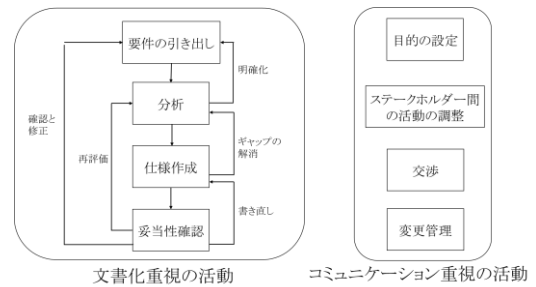 要件の引き出し
明確化
分析
確認と
修正
再評価
ギャップの
解消
仕様作成
書き直し
妥当性確認
文書化重視の活動
目的の設定
ステークホルダー間
の活動の調整
交渉
変更管理
コミュニケーション重視の活動